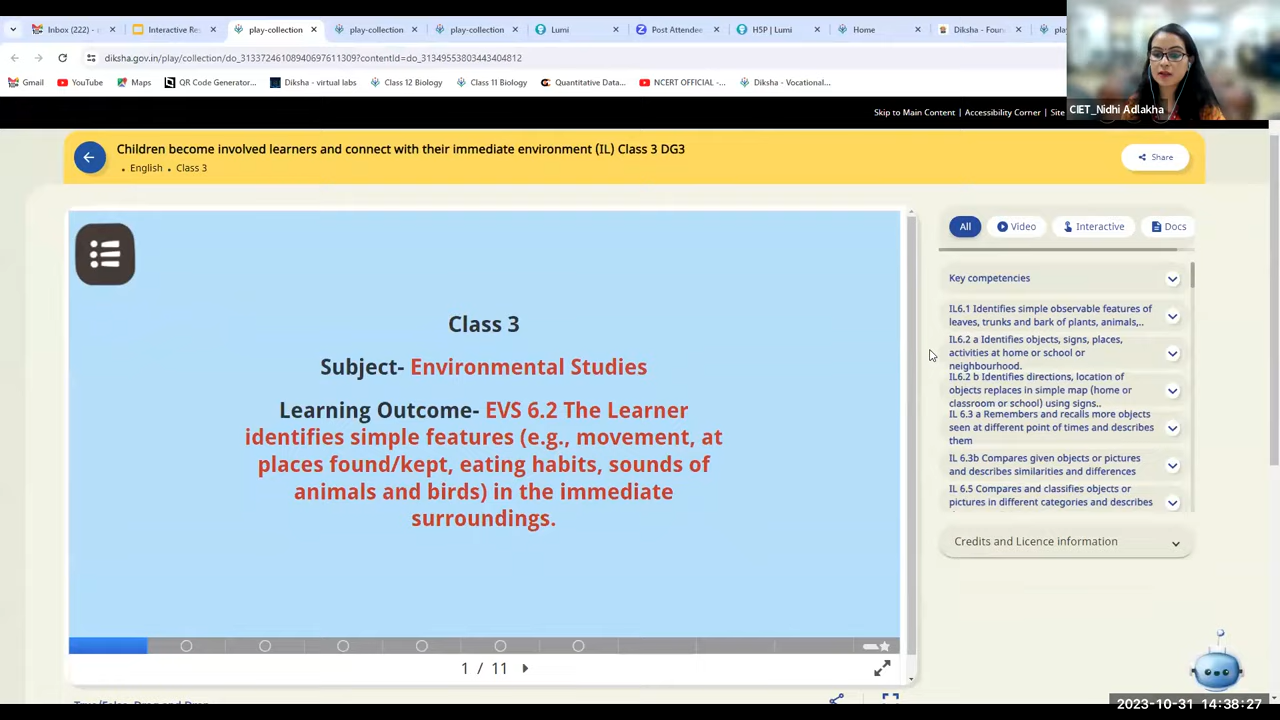 Inbox (222) -
Interactive Res
play-collection
play-collection
play-collection
Lumi
Post Attendee
H5P | Lumi
Home
Diksha - Foun
diksha.gov.in/play/collection/do_31337246108940697611309?contentId=do_31349553803443404812
Gmail
YouTube
Maps
QR Code Generator...
Diksha - virtual labs
Class 12 Biology
Class 11 Biology
Quantitative Data...
NCERT OFFICIAL -...
Diksha - Vocational...
CIET_Nidhi Adlakha
Skip to Main Content | Accessibility Corner | Site
Children become involved learners and connect with their immediate environment (IL) Class 3 DG3
• English • Class 3
Share
Class 3
Subject- Environmental Studies
Learning Outcome- EVS 6.2 The Learner
identifies simple features (e.g., movement, at
places found/kept, eating habits, sounds of
animals and birds) in the immediate
surroundings.
1 / 11
All
Video
Interactive
Docs
Key competencies
IL6.1 Identifies simple observable features of
leaves, trunks and bark of plants, animals,..
IL6.2 a Identifies objects, signs, places,
activities at home or school or
neighbourhood.
IL6.2 b Identifies directions, location of
objects replaces in simple map (home or
classroom or school) using signs..
IL 6.3 a Remembers and recalls more objects
seen at different point of times and describes
them
IL 6.3b Compares given objects or pictures
and describes similarities and differences
IL 6.5 Compares and classifies objects or
pictures in different categories and describes
Credits and Licence information
2023-10-31 14:38:27